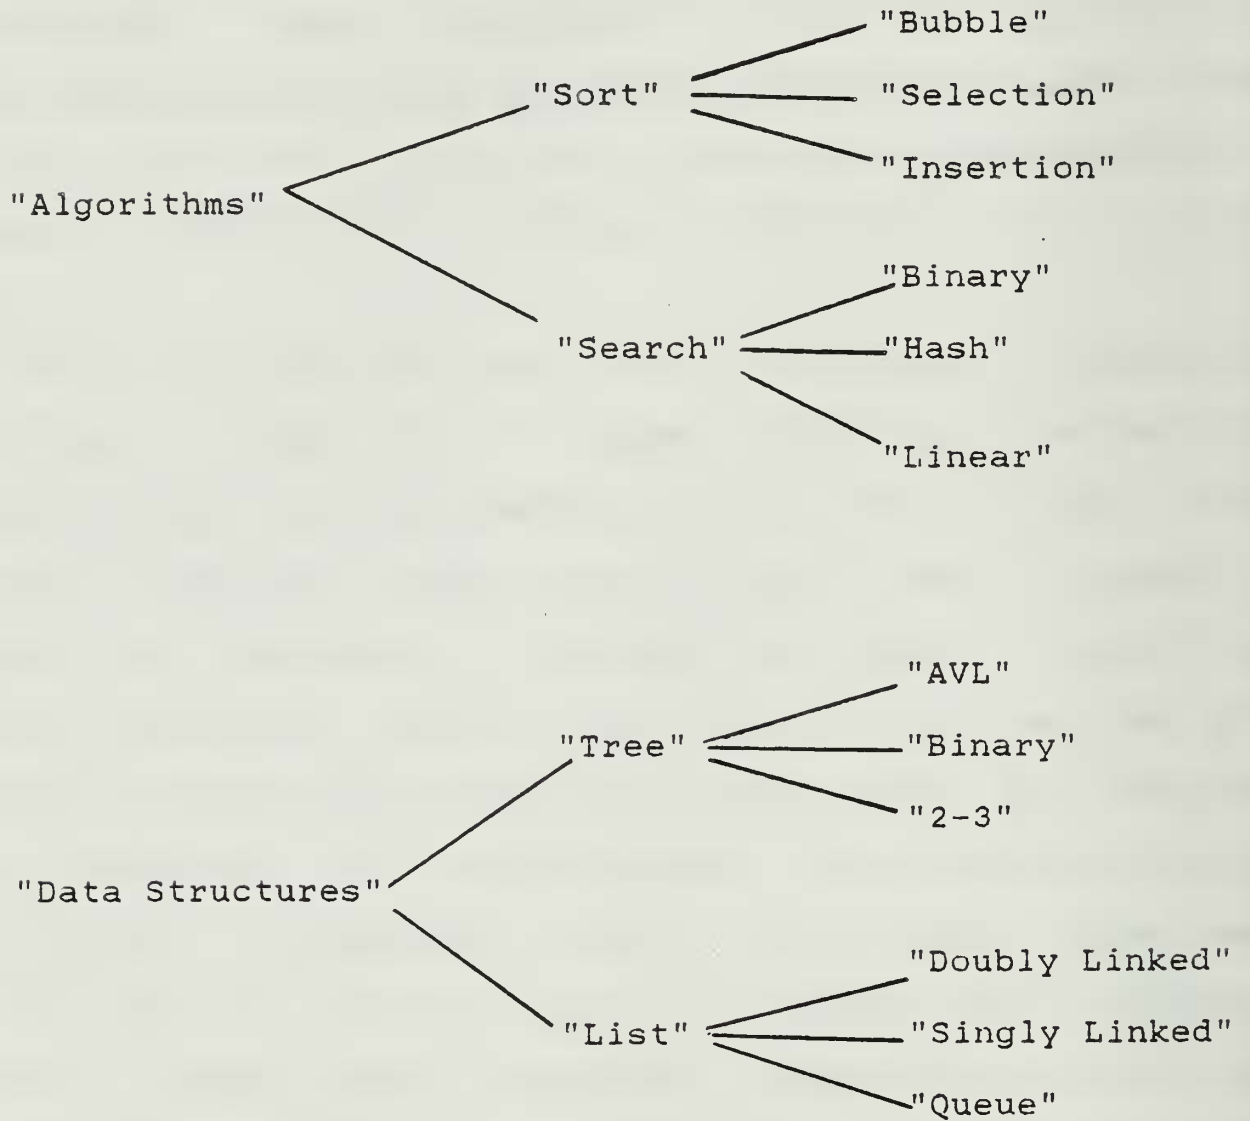 "Bubble"
"Sort"
"Selection"
"Insertion"
"Algorithms"
"Binary"
"Search"
"Hash"
"Linear"
"AVL"
"Tree"
"Binary"
"2-3"
"Data Structures"
"Doubly Linked"
"List"
"Singly Linked"
"Queue"